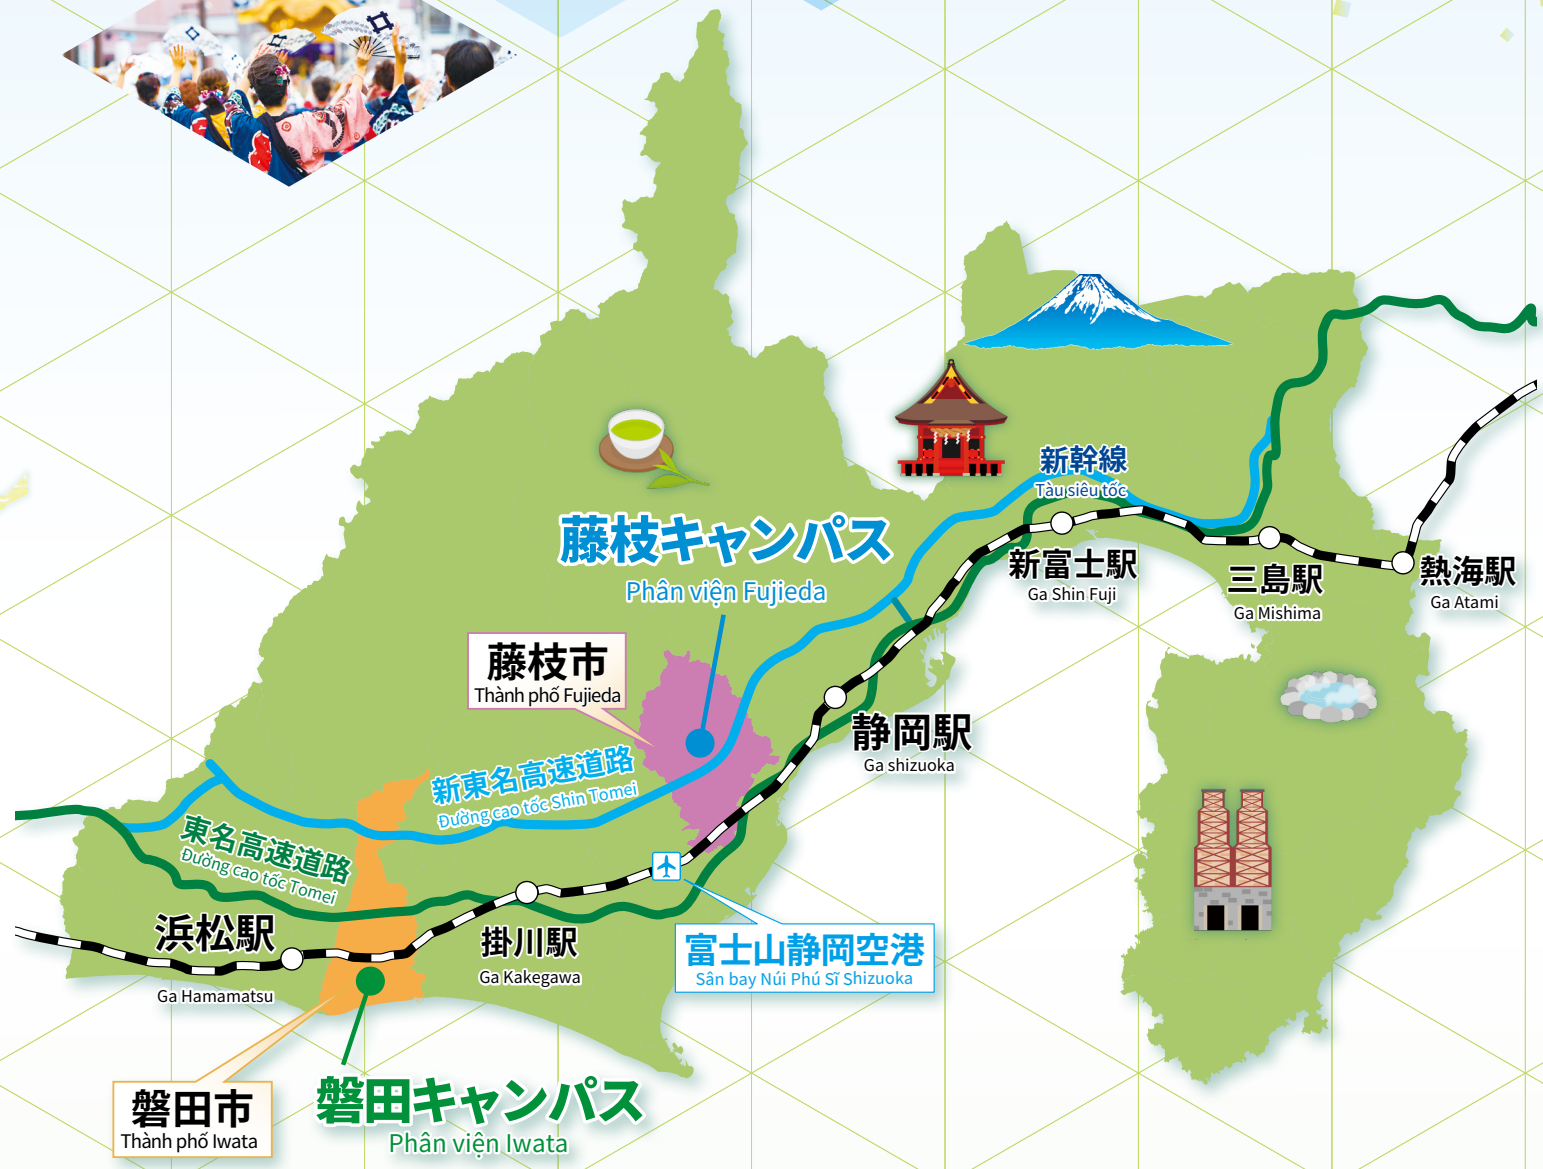 新幹線
Tàu siêu tốc
藤枝キャンパス
Phân viện Fujieda
新富士駅
Ga Shin Fuji
三島駅
Ga Mishima
熱海駅
Ga Atami
藤枝市
Thành phố Fujieda
静岡駅
Ga shizuoka
新東名高速道路
Đường cao tốc Shin Tomei
東名高速道路
Đường cao tốc Tomei
浜松駅
Ga Hamamatsu
掛川駅
Ga Kakegawa
富士山静岡空港
Sân bay Núi Phú Sĩ Shizuoka
磐田市
Thành phố Iwata
磐田キャンパス
Phân viện Iwata